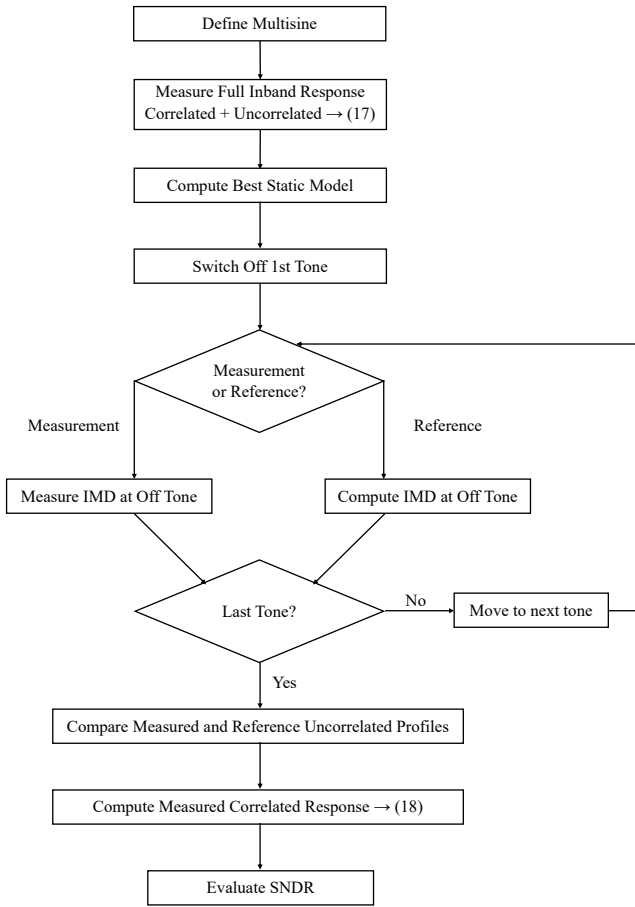 Define Multisine
Measure Full Inband Response
Correlated + Uncorrelated → (17)
Compute Best Static Model
Switch Off 1st Tone
Measurement
or Reference?
Measurement
Reference
Measure IMD at Off Tone
Compute IMD at Off Tone
Last Tone?
No
Move to next tone
Yes
Compare Measured and Reference Uncorrelated Profiles
Compute Measured Correlated Response → (18)
Evaluate SNDR